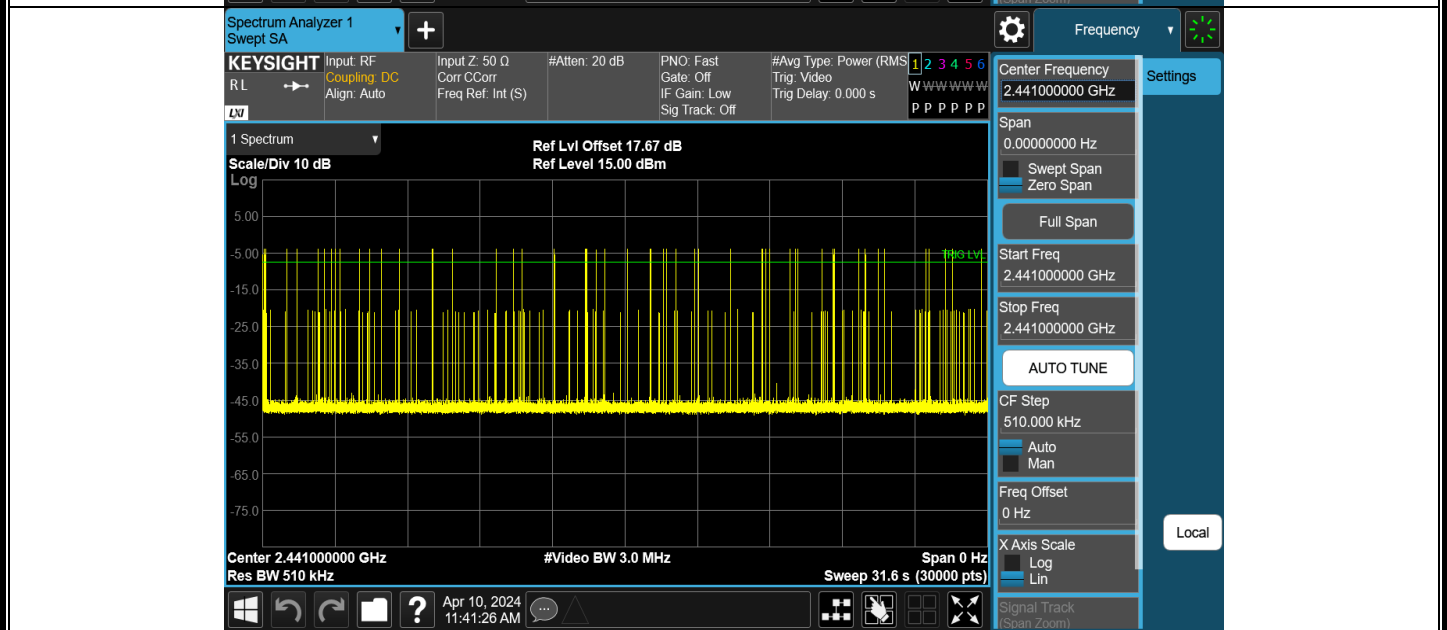 (Span Zoom)
Spectrum Analyzer 1
Swept SA
+
Frequency
KEYSIGHT
RL
LXI
Input: RF
Coupling: DC
Align: Auto
Input Z: 50 Ω
Corr CCorr
Freq Ref: Int (S)
#Atten: 20 dB
PNO: Fast
Gate: Off
IF Gain: Low
Sig Track: Off
#Avg Type: Power (RMS
Trig: Video
Trig Delay: 0.000 s
1 2 3 4 5 6
W W W W W W
P P P P P P
1 Spectrum
Scale/Div 10 dB
Log
Ref Lvl Offset 17.67 dB
Ref Level 15.00 dBm
5.00
-5.00
TRIG LVL
-15.0
-25.0
-35.0
-45.0
-55.0
-65.0
-75.0
Center 2.441000000 GHz
#Video BW 3.0 MHz
Span 0 Hz
Res BW 510 kHz
Sweep 31.6 s (30000 pts)
Center Frequency
2.441000000 GHz
Settings
Span
0.00000000 Hz
Swept Span
Zero Span
Full Span
Start Freq
2.441000000 GHz
Stop Freq
2.441000000 GHz
AUTO TUNE
CF Step
510.000 kHz
Auto
Man
Freq Offset
0 Hz
X Axis Scale
Log
Lin
Signal Track
(Span Zoom)
Local
?
Apr 10, 2024
11:41:26 AM